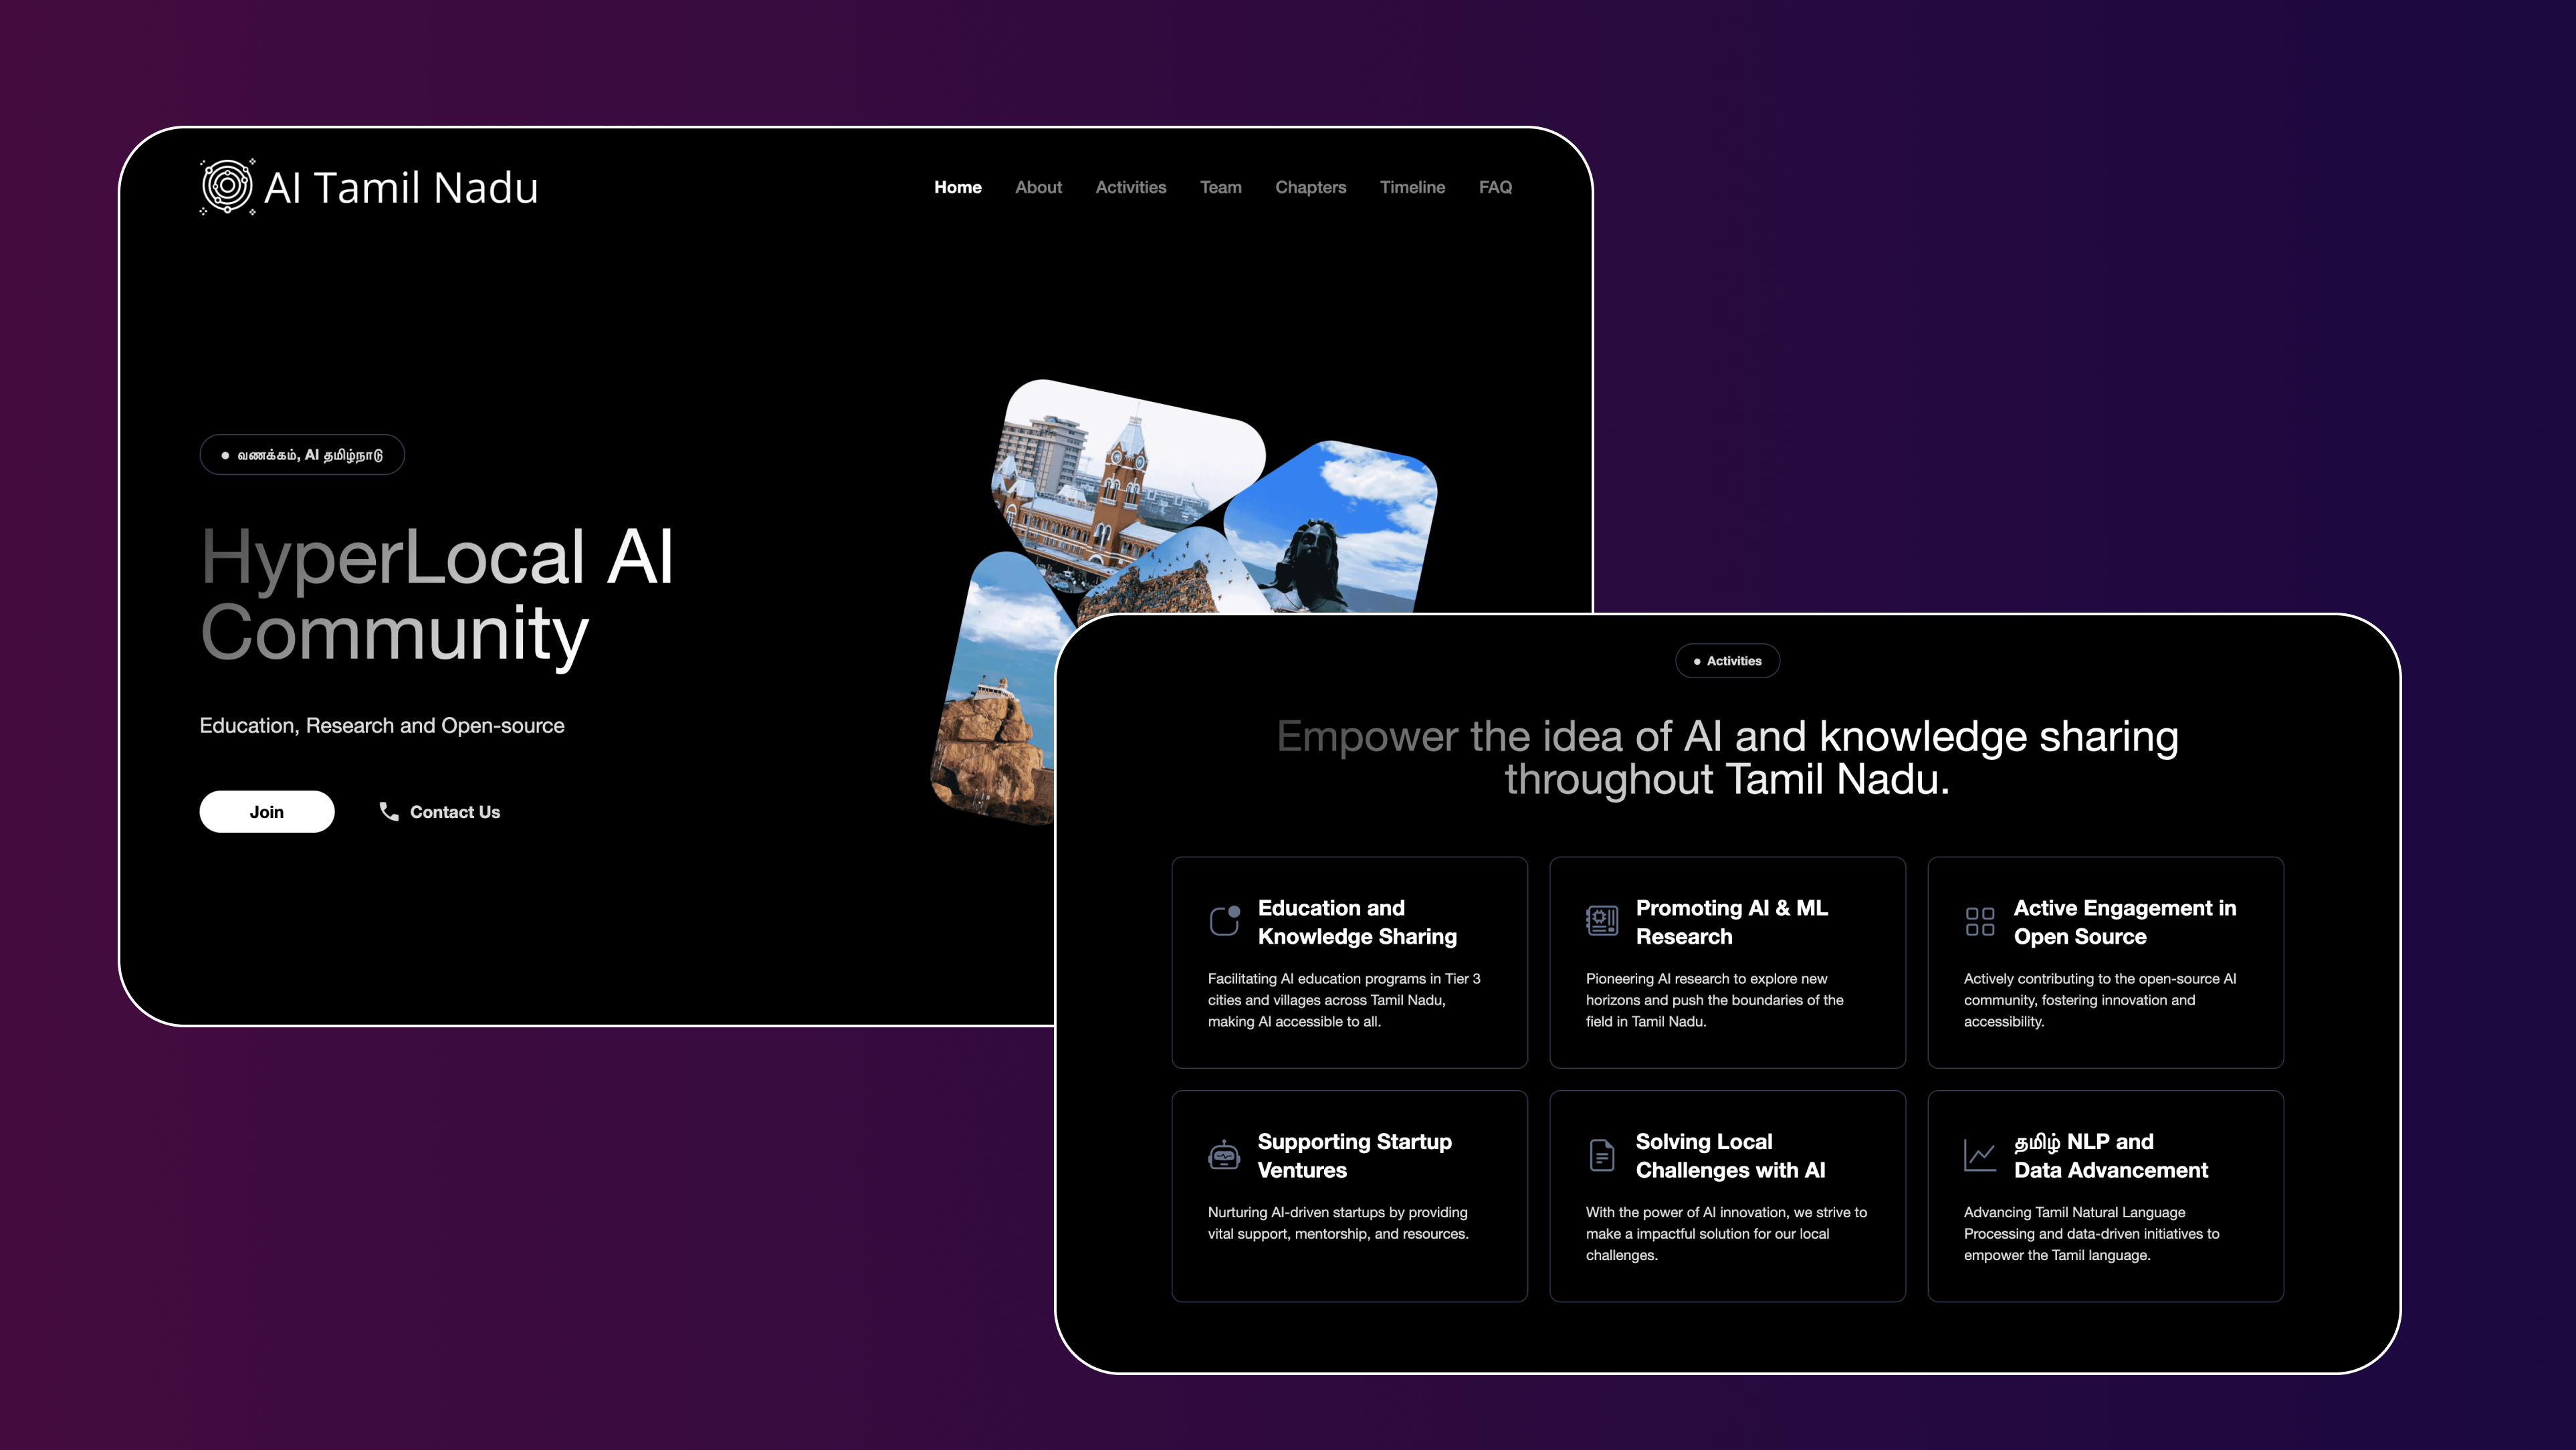 AI Tamil Nadu
Home About Activities Team Chapters Timeline FAQ
வணக்கம், AI தமிழ்நாடு
HyperLocal AI
Community
Education, Research and Open-source
Join Contact Us
Activities
Empower the idea of AI and knowledge sharing
throughout Tamil Nadu.
Education and
Knowledge Sharing
Facilitating AI education programs in Tier 3
cities and villages across Tamil Nadu,
making AI accessible to all.
Promoting AI & ML
Research
Pioneering AI research to explore new
horizons and push the boundaries of the
field in Tamil Nadu.
Active Engagement in
Open Source
Actively contributing to the open-source AI
community, fostering innovation and
accessibility.
Supporting Startup
Ventures
Nurturing AI-driven startups by providing
vital support, mentorship, and resources.
Solving Local
Challenges with AI
With the power of AI innovation, we strive to
make a impactful solution for our local
challenges.
தமிழ் NLP and
Data Advancement
Advancing Tamil Natural Language
Processing and data-driven initiatives to
empower the Tamil language.